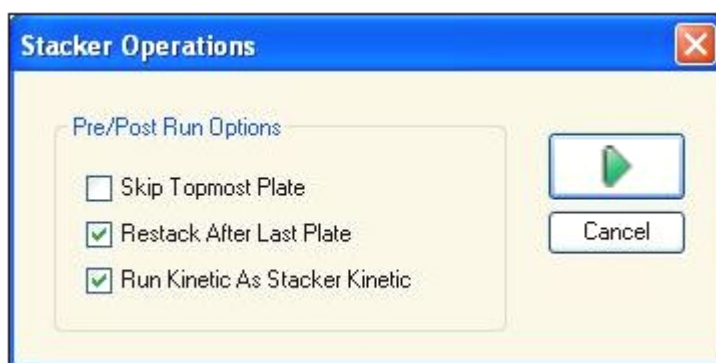 Stacker Operations
Pre/Post Run Options
Skip Topmost Plate
Restack After Last Plate
Run Kinetic As Stacker Kinetic
Cancel